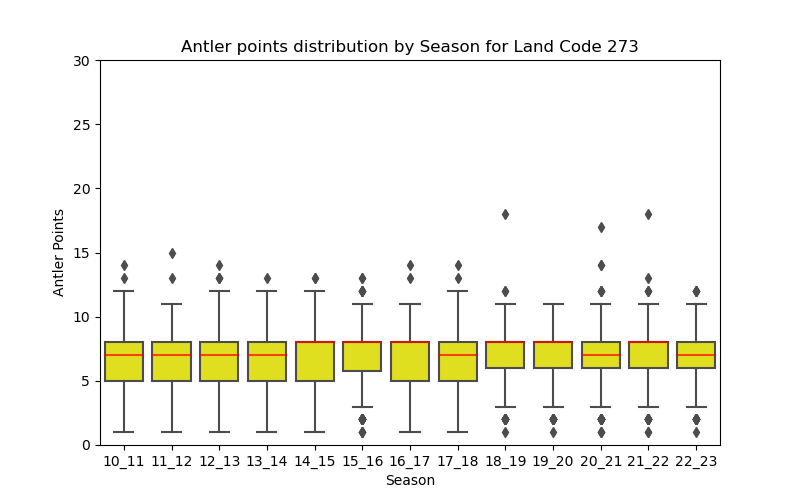 Antler points distribution by Season for Land Code 273
30
25
20
15
10
5
0
Antler Points
10_11 11_12 12_13 13_14 14_15 15_16 16_17 17_18 18_19 19_20 20_21 21_22 22_23
Season